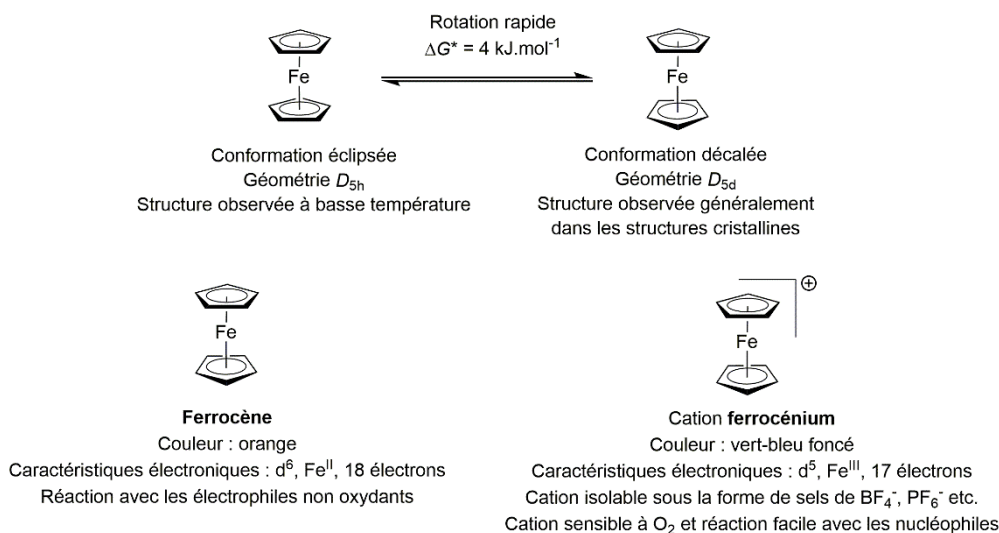 Rotation rapide
ΔG* = 4 kJ.mol⁻¹
Fe
Fe
Conformation éclipsée
Géométrie D₅ₕ
Structure observée à basse température
Conformation décalée
Géométrie D₅d
Structure observée généralement
dans les structures cristallines
Fe
Ferrocène
Couleur : orange
Caractéristiques électroniques : d⁶, Feᴵᴵ, 18 électrons
Réaction avec les électrophiles non oxydants
⊕
Fe
Cation ferrocénium
Couleur : vert-bleu foncé
Caractéristiques électroniques : d⁵, Feᴵᴵᴵ, 17 électrons
Cation isolable sous la forme de sels de BF₄⁻, PF₆⁻ etc.
Cation sensible à O₂ et réaction facile avec les nucléophiles